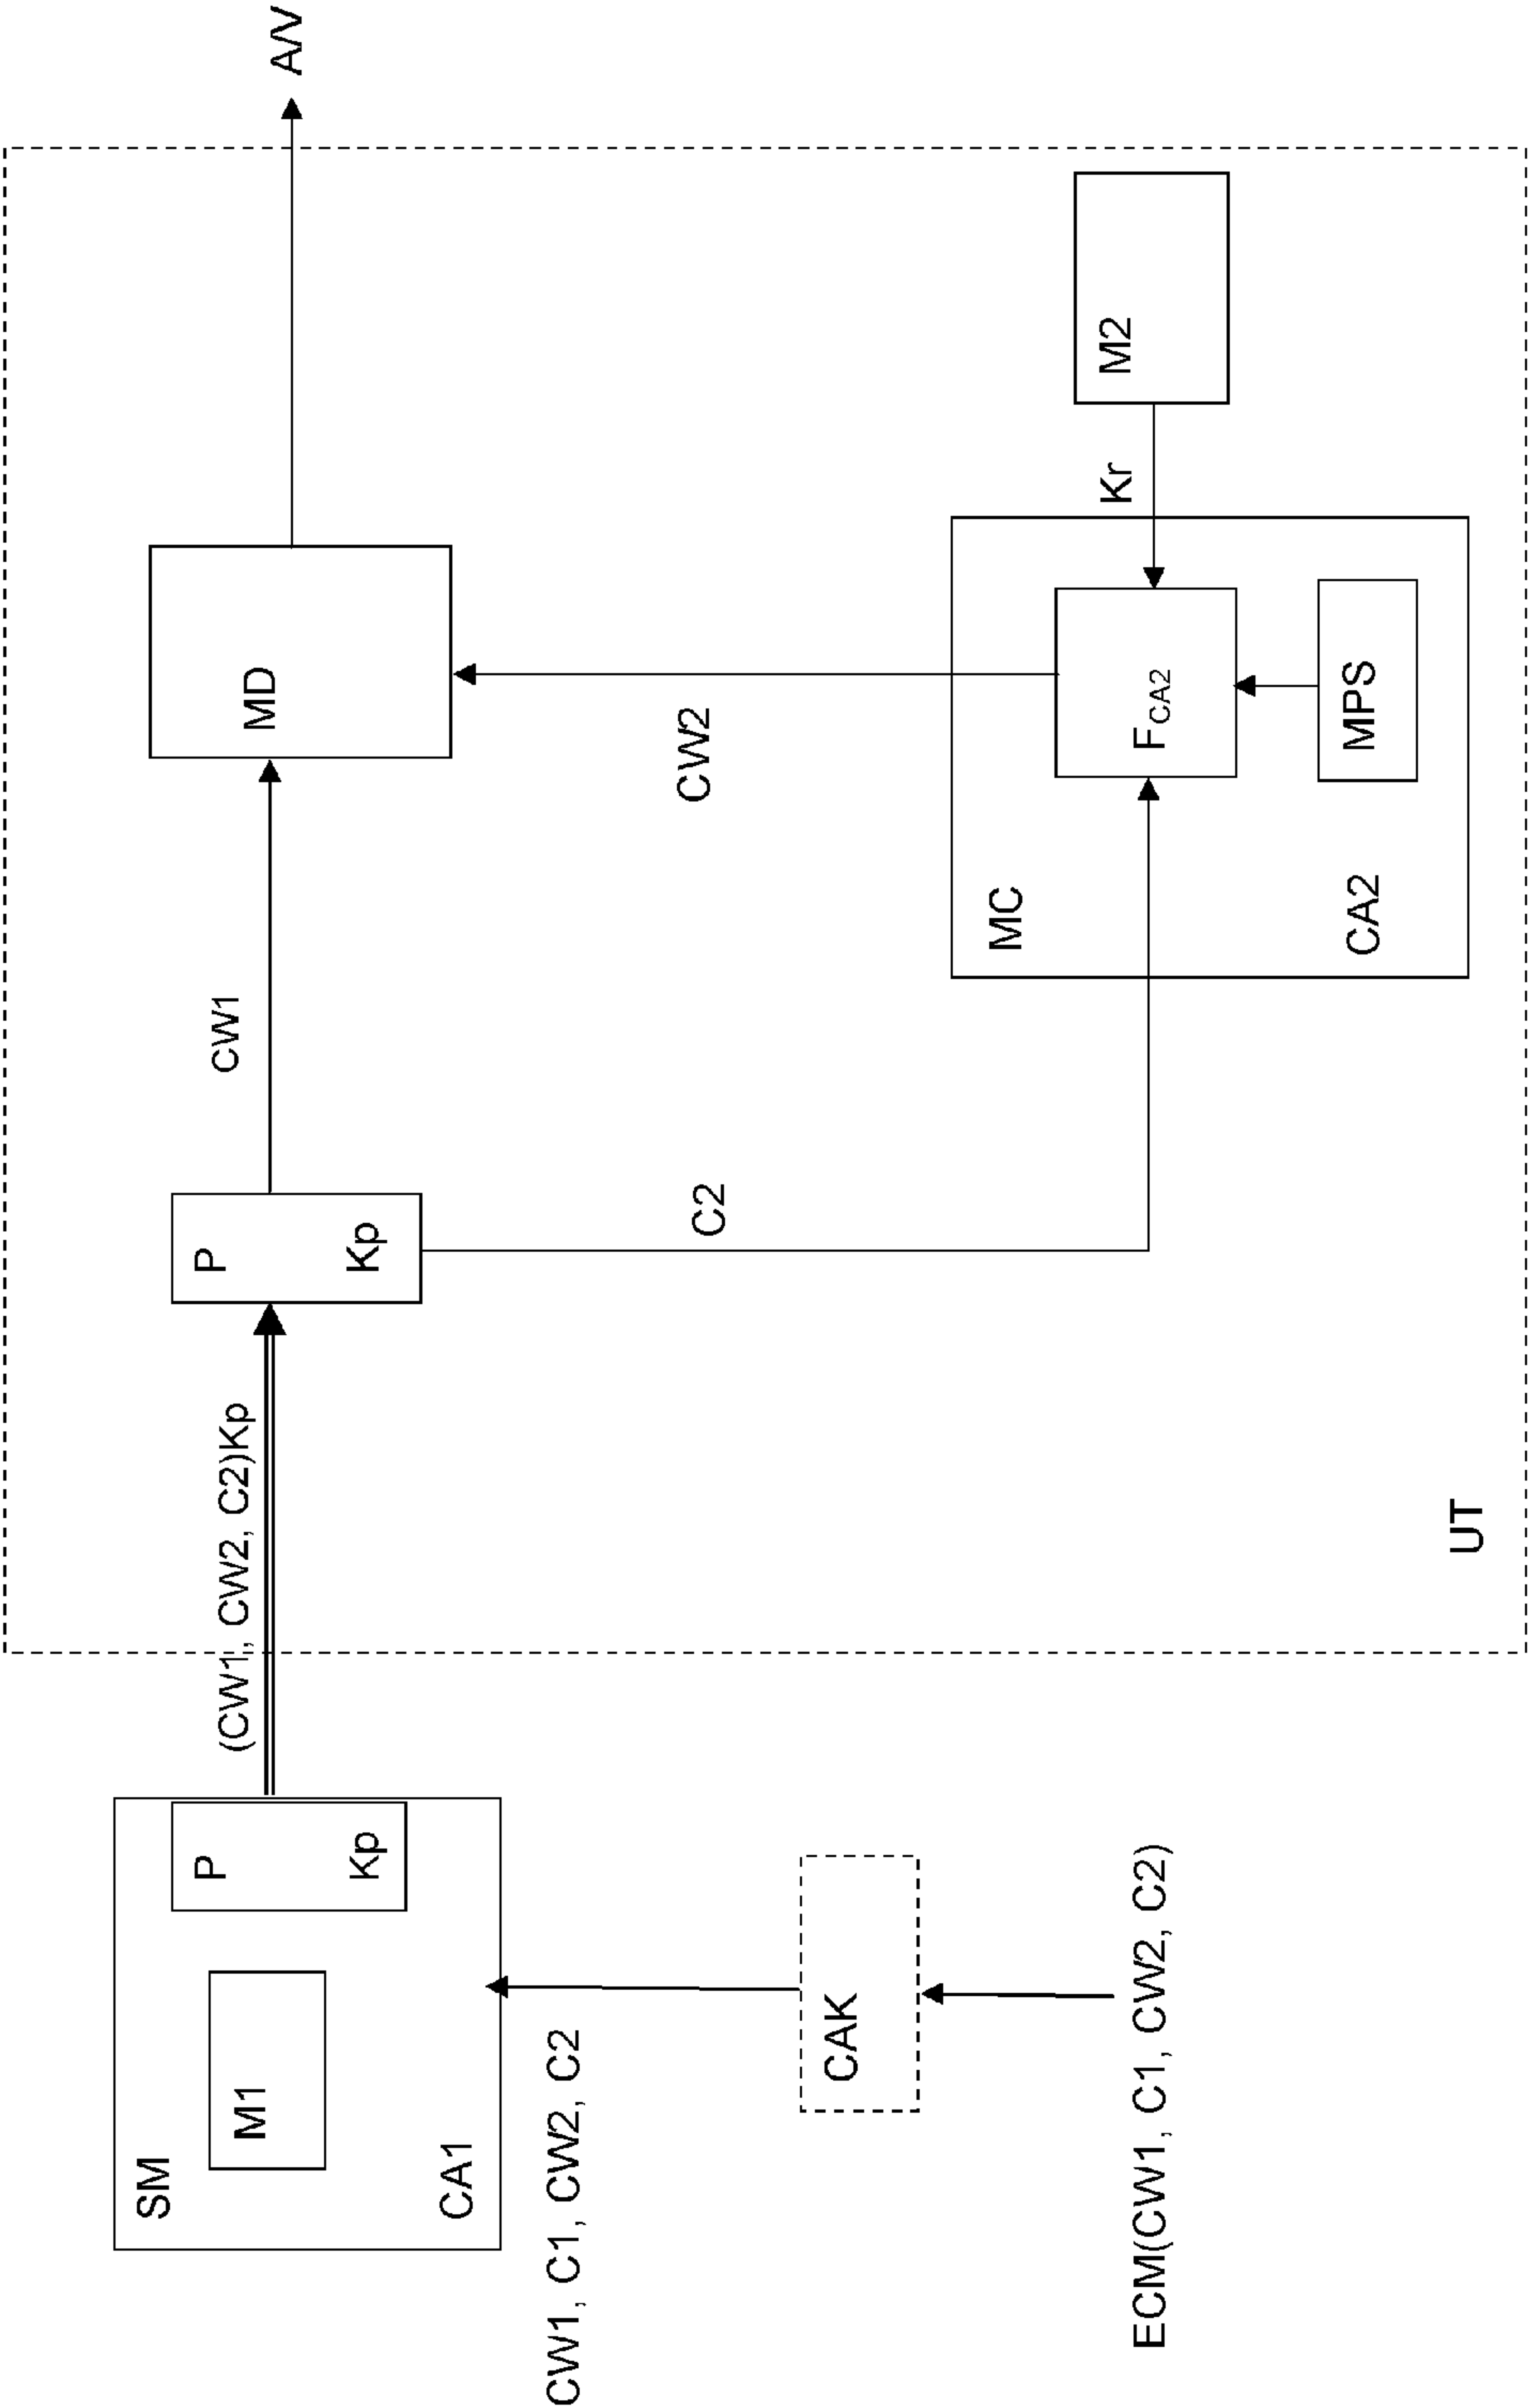 SM
M1
CA1
P
Kp
CW1, C1, CW2, C2
CAK
ECM(CW1, C1, CW2, C2)
(CW1, CW2, C2)Kp
P
Kp
CW1
C2
MD
A/V
CW2
MC
CA2
FCA2
MPS
Kr
M2
UT